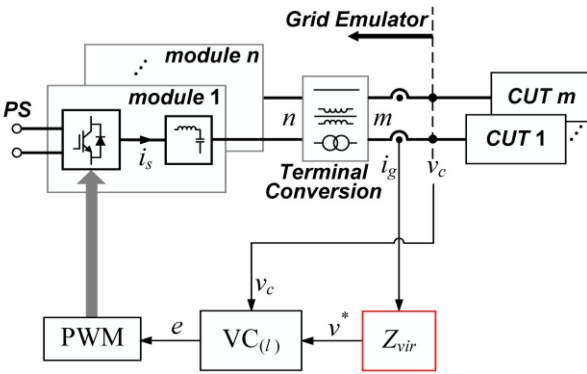 Grid Emulator
module n
module 1
PS
n
m
CUT m
CUT 1
i_s
Terminal
Conversion
i_g
v_c
v_c
PWM
e
VC_(l)
v^*
Z_vir